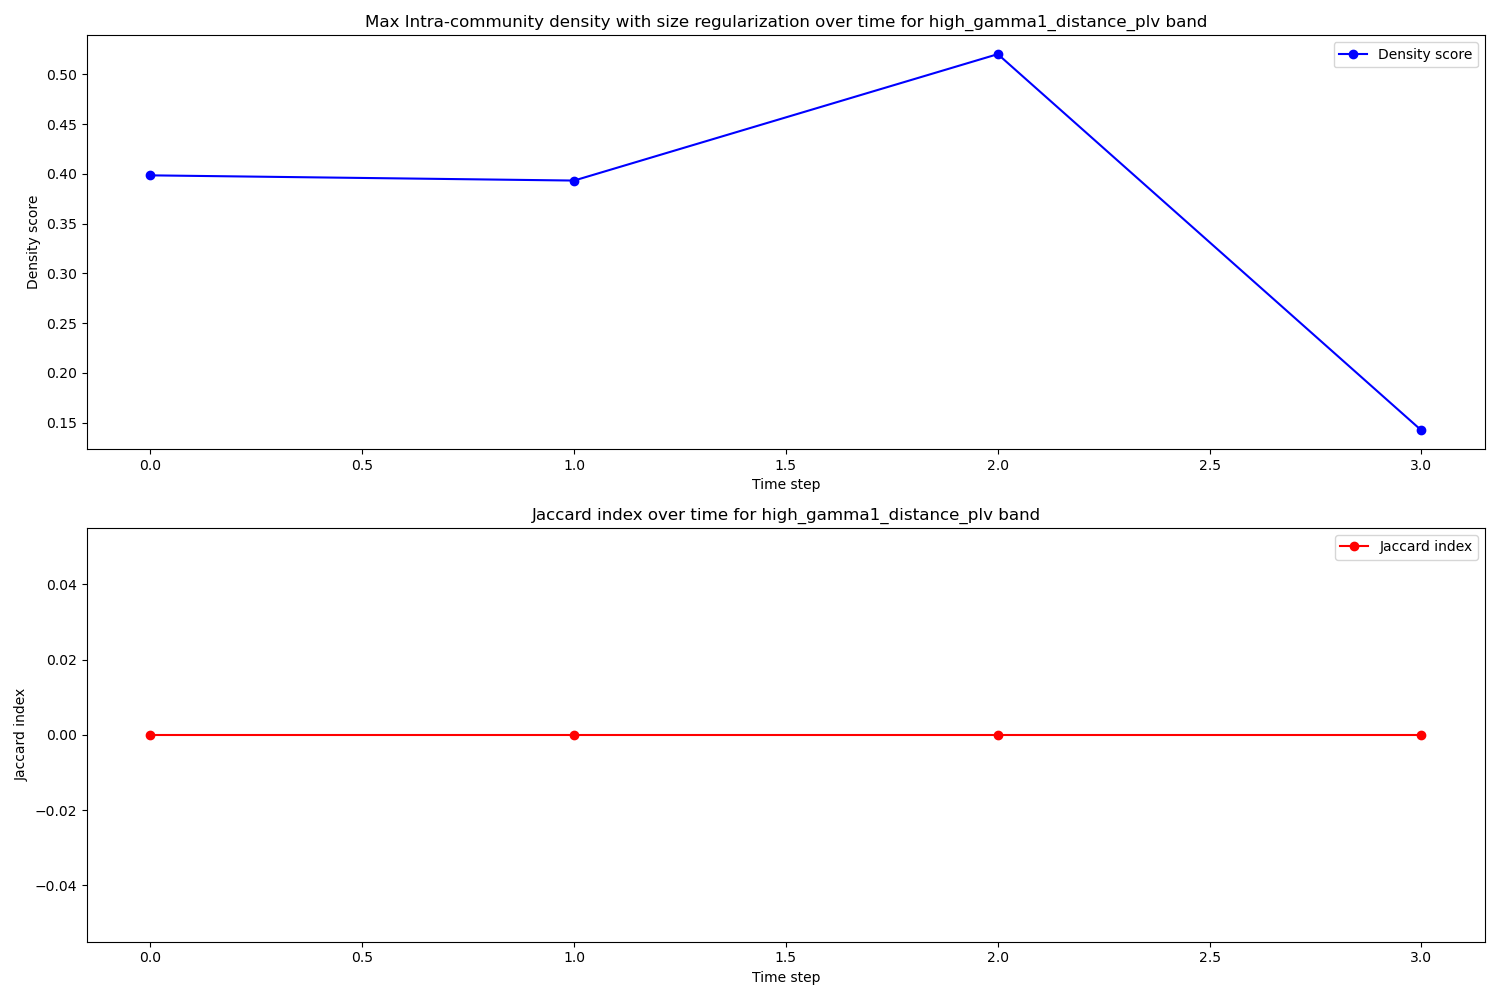 Max Intra-community density with size regularization over time for high_gamma1_distance_plv band
Density score
0.50
0.45
0.40
0.35
0.30
0.25
0.20
0.15
Density score
0.0 0.5 1.0 1.5 2.0 2.5 3.0
Time step
Jaccard index over time for high_gamma1_distance_plv band
Jaccard index
0.04
0.02
0.00
−0.02
−0.04
Jaccard index
0.0 0.5 1.0 1.5 2.0 2.5 3.0
Time step